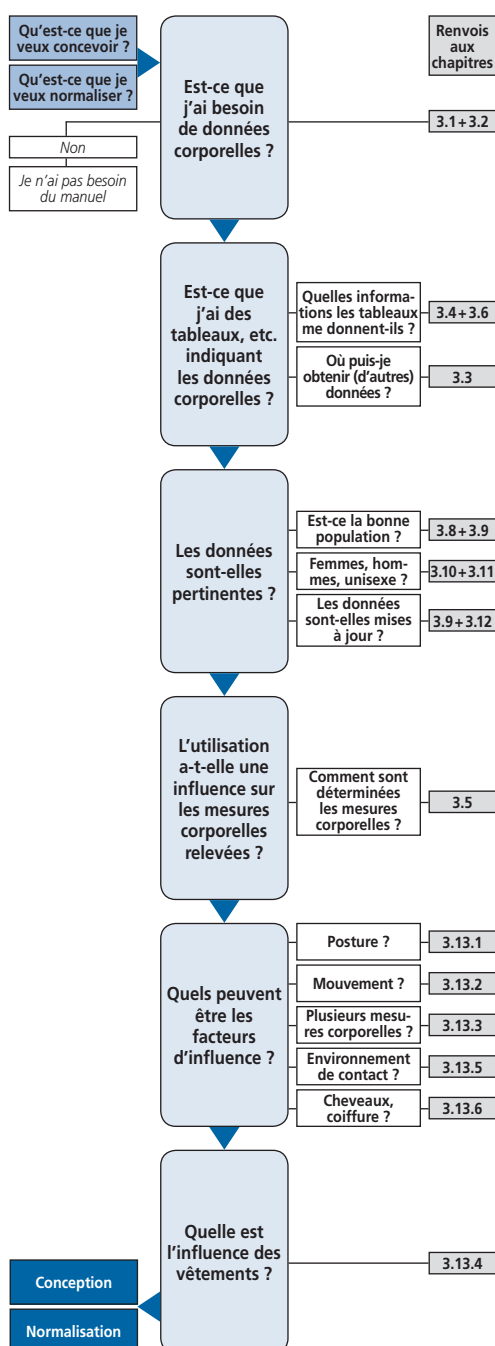 Qu'est-ce que je
veux concevoir ?
Qu'est-ce que je
veux normaliser ?
Non
Je n'ai pas besoin
du manuel
Est-ce que
j'ai besoin
de données
corporelles ?
Renvois
aux
chapitres
3.1 + 3.2
Est-ce que
j'ai des
tableaux, etc.
indiquant
les données
corporelles ?
Quelles informa-
tions les tableaux
me donnent-ils ?
3.4 + 3.6
Où puis-je
obtenir (d'autres)
données ?
3.3
Les données
sont-elles
pertinentes ?
Est-ce la bonne
population ?
3.8 + 3.9
Femmes, hom-
mes, unisexe ?
3.10 + 3.11
Les données
sont-elles mises
à jour ?
3.9 + 3.12
L'utilisation
a-t-elle une
influence sur
les mesures
corporelles
relevées ?
Comment sont
déterminées
les mesures
corporelles ?
3.5
Quels peuvent
être les
facteurs
d'influence ?
Posture ?
3.13.1
Mouvement ?
3.13.2
Plusieurs mesu-
res corporelles ?
3.13.3
Environnement
de contact ?
3.13.5
Cheveaux,
coiffure ?
3.13.6
Quelle est
l'influence des
vêtements ?
3.13.4
Conception
Normalisation